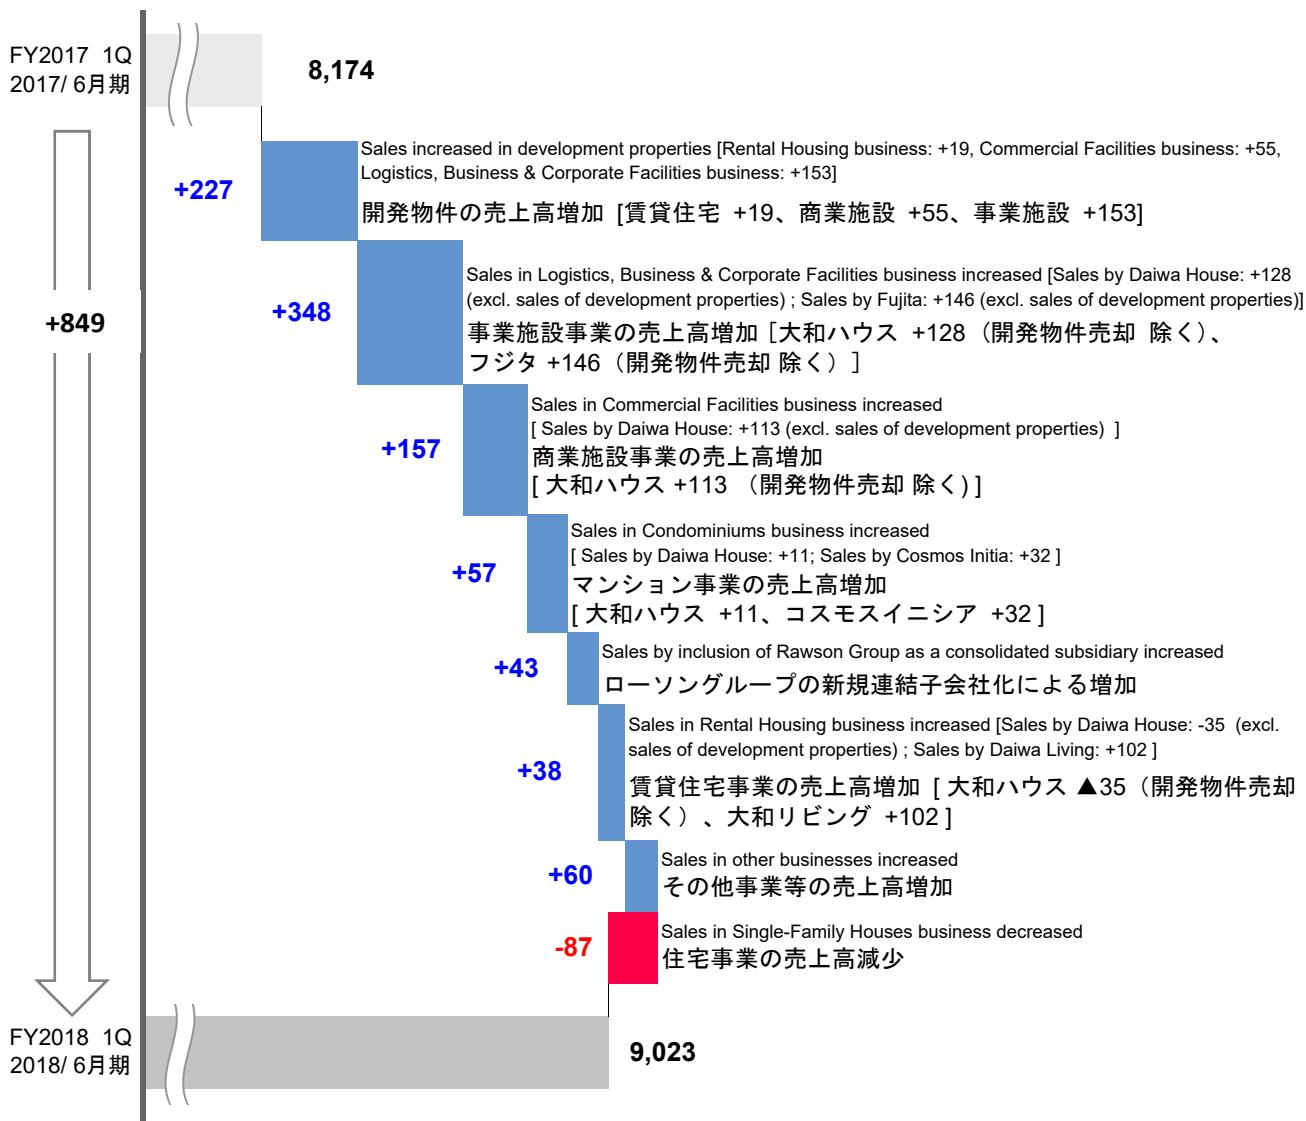 FY2017 1Q
2017/ 6月期
8,174
+227
Sales increased in development properties [Rental Housing business: +19, Commercial Facilities business: +55,
Logistics, Business & Corporate Facilities business: +153]
開発物件の売上高増加 [賃貸住宅 +19、商業施設 +55、事業施設 +153]
+849
+348
Sales in Logistics, Business & Corporate Facilities business increased [Sales by Daiwa House: +128
(excl. sales of development properties) ; Sales by Fujita: +146 (excl. sales of development properties)]
事業施設事業の売上高増加［大和ハウス +128（開発物件売却 除く）、
フジタ +146（開発物件売却 除く）］
+157
Sales in Commercial Facilities business increased
[ Sales by Daiwa House: +113 (excl. sales of development properties) ]
商業施設事業の売上高増加
[ 大和ハウス +113 （開発物件売却 除く) ]
+57
Sales in Condominiums business increased
[ Sales by Daiwa House: +11; Sales by Cosmos Initia: +32 ]
マンション事業の売上高増加
[ 大和ハウス +11、コスモスイニシア +32 ]
+43
Sales by inclusion of Rawson Group as a consolidated subsidiary increased
ローソングループの新規連結子会社化による増加
+38
Sales in Rental Housing business increased [Sales by Daiwa House: -35 (excl.
sales of development properties) ; Sales by Daiwa Living: +102 ]
賃貸住宅事業の売上高増加 [ 大和ハウス ▲35（開発物件売却
除く）、大和リビング +102 ]
+60
Sales in other businesses increased
その他事業等の売上高増加
-87
Sales in Single-Family Houses business decreased
住宅事業の売上高減少
FY2018 1Q
2018/ 6月期
9,023